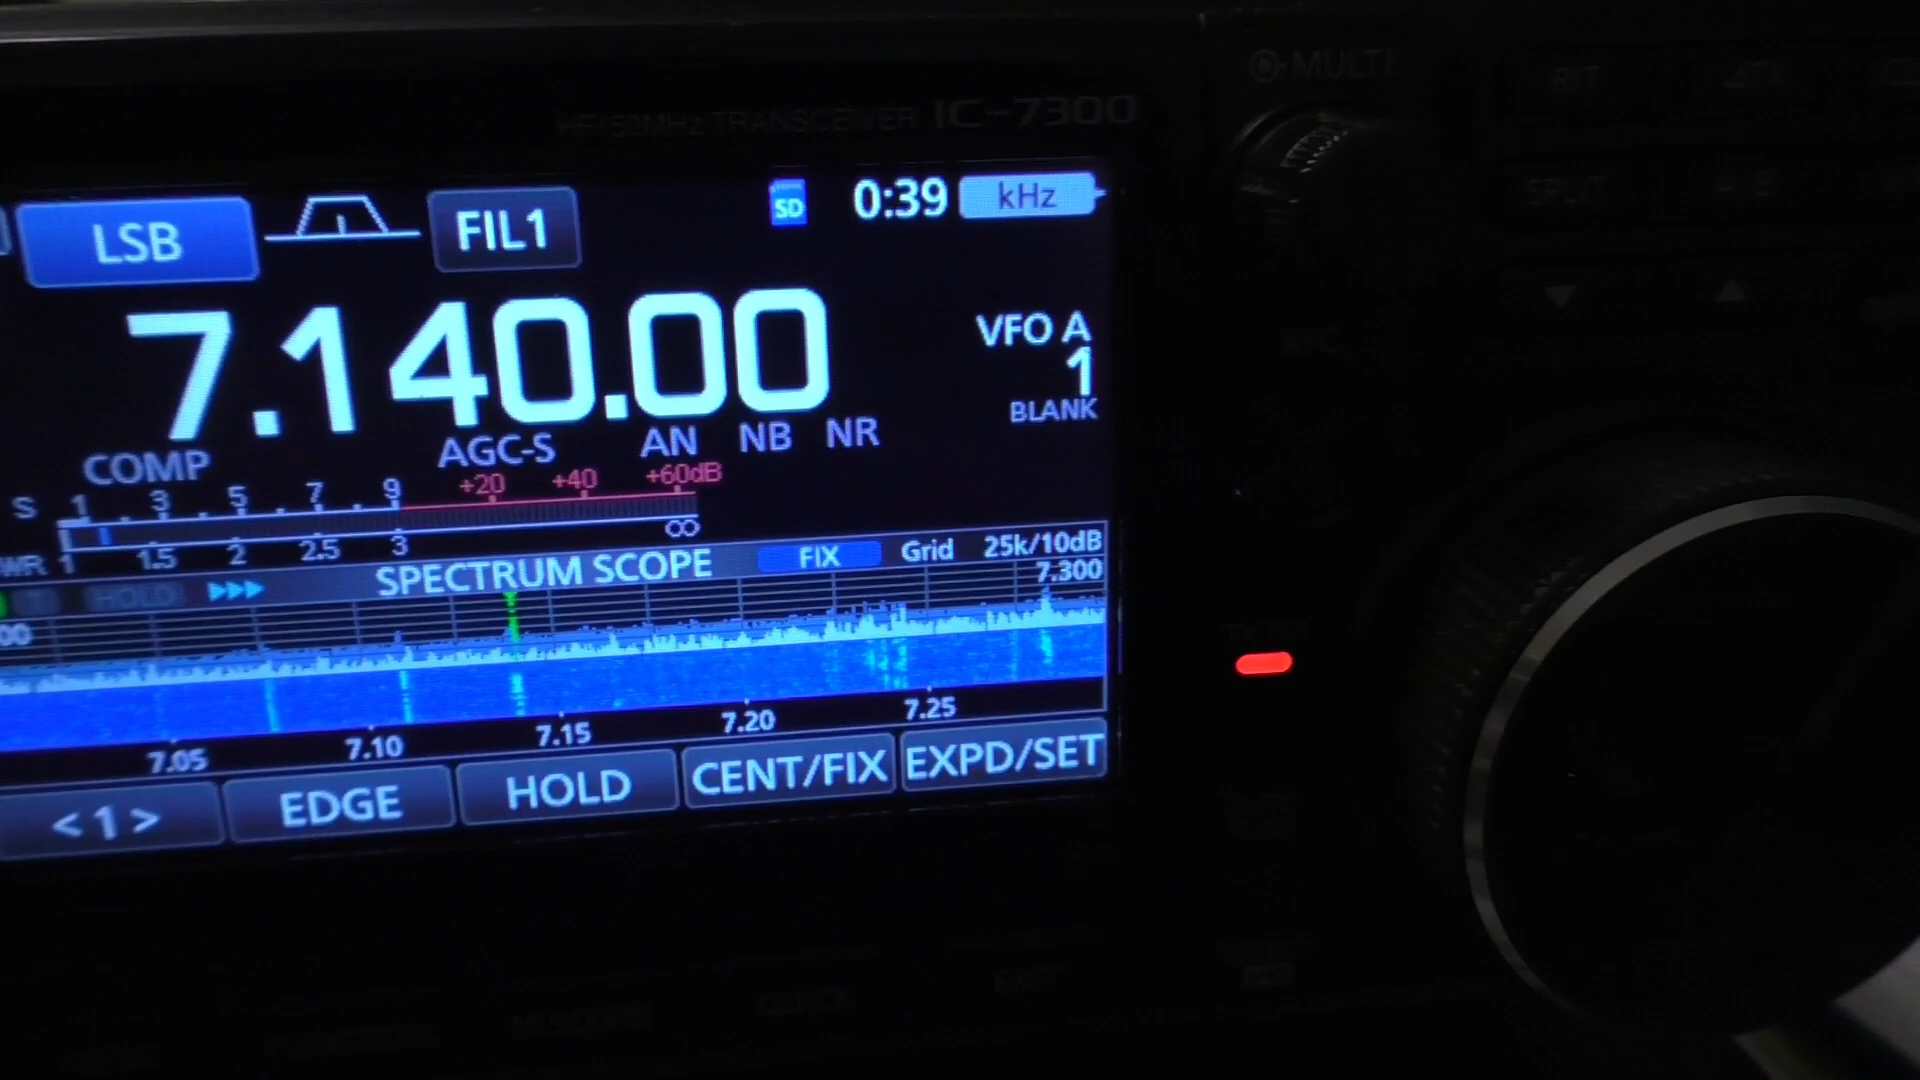 MULTI
HF/50MHz TRANSCEIVER IC-7300
LSB FIL1 SD 0:39 kHz
7.140.00
VFO A
1
BLANK
COMP AGC-S AN NB NR
S 1 3 5 7 9 +20 +40 +60dB
WR 1 1.5 2 2.5 3 ∞
HOLD SPECTRUM SCOPE FIX Grid 25k/10dB
00 7.300
7.05 7.10 7.15 7.20 7.25
<1> EDGE HOLD CENT/FIX EXPD/SET
SPLIT
QUICK EXIT